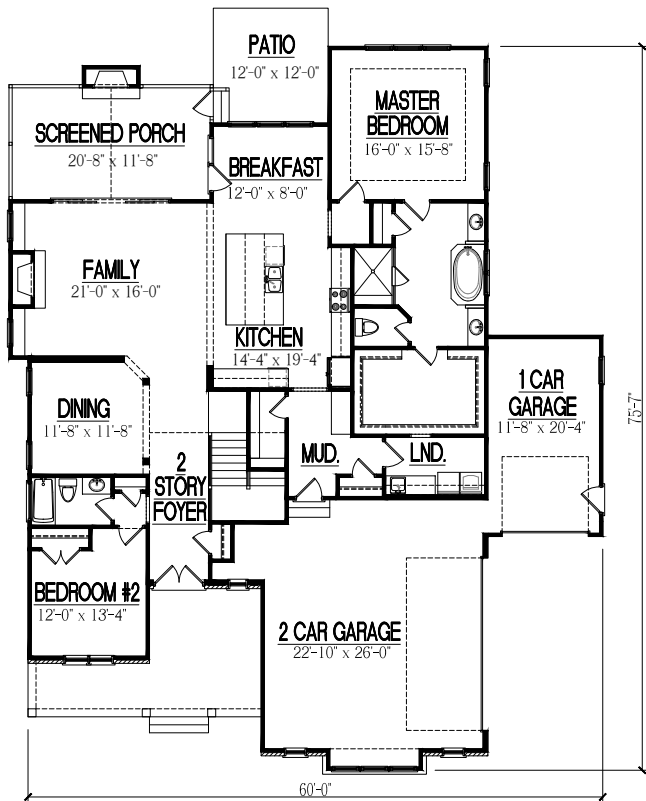 PATIO
12'-0" x 12'-0"
MASTER
BEDROOM
16'-0" x 15'-8"
SCREENED PORCH
20'-8" x 11'-8"
BREAKFAST
12'-0" x 8'-0"
FAMILY
21'-0" x 16'-0"
KITCHEN
14'-4" x 19'-4"
1 CAR
GARAGE
11'-8" x 20'-4"
75'-7"
DINING
11'-8" x 11'-8"
MUD.
LND.
2
STORY
FOYER
BEDROOM #2
12'-0" x 13'-4"
2 CAR GARAGE
22'-10" x 26'-0"
60'-0"